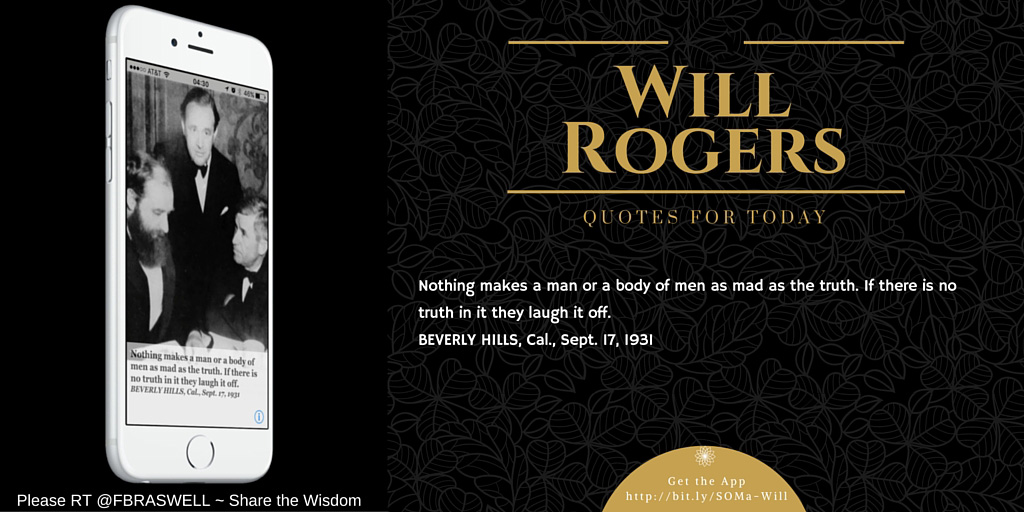 AT&T
04:30
46%
Nothing makes a man or a body of
men as mad as the truth. If there is
no truth in it they laugh it off.
BEVERLY HILLS, Cal., Sept. 17, 1931
Please RT @FBRASWELL ~ Share the Wisdom
WILL
ROGERS
QUOTES FOR TODAY
Nothing makes a man or a body of men as mad as the truth. If there is no
truth in it they laugh it off.
BEVERLY HILLS, Cal., Sept. 17, 1931
Get the App
http://bit.ly/SOMa-Will